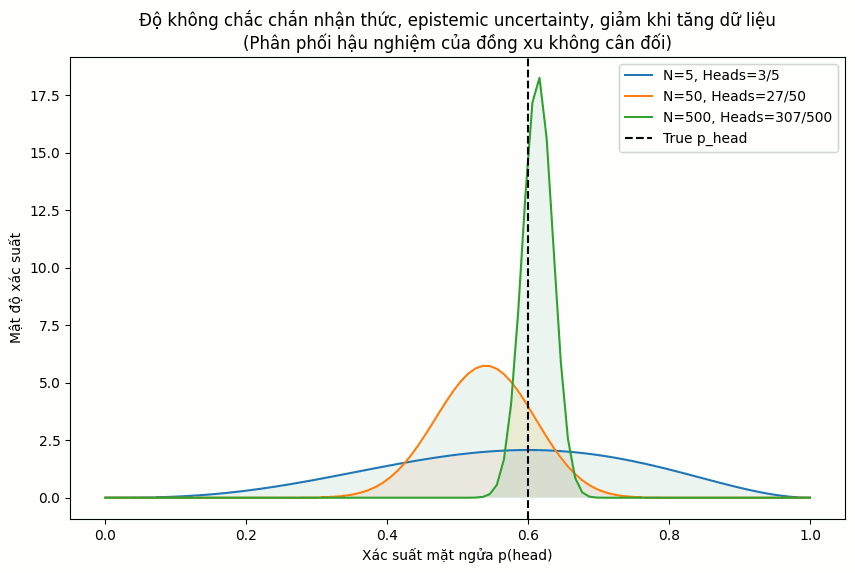 Độ không chắc chắn nhận thức, epistemic uncertainty, giảm khi tăng dữ liệu
(Phân phối hậu nghiệm của đồng xu không cân đối)
N=5, Heads=3/5
N=50, Heads=27/50
N=500, Heads=307/500
True p_head
Mật độ xác suất
17.5
15.0
12.5
10.0
7.5
5.0
2.5
0.0
0.0 0.2 0.4 0.6 0.8 1.0
Xác suất mặt ngửa p(head)